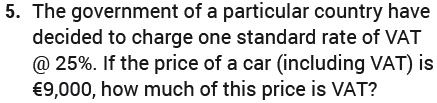 5. The government of a particular country have
decided to charge one standard rate of VAT
@ 25%. If the price of a car (including VAT) is
€9,000, how much of this price is VAT?